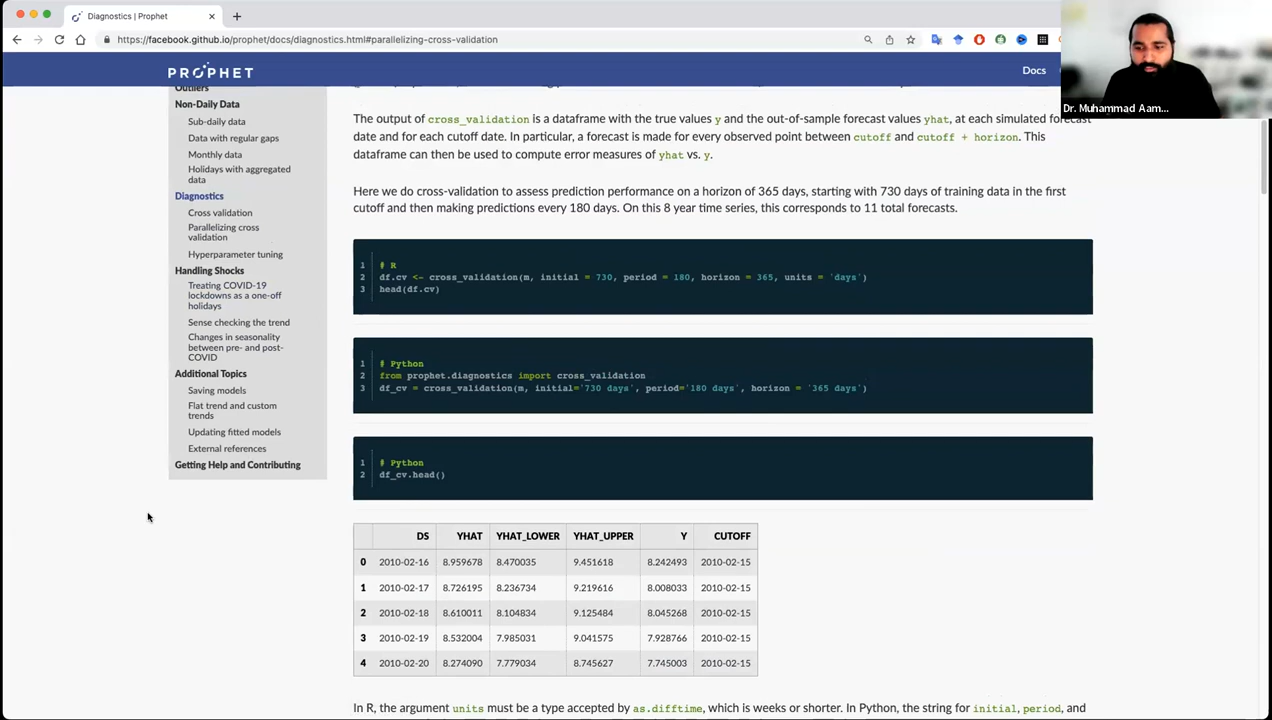 Diagnostics | Prophet
https://facebook.github.io/prophet/docs/diagnostics.html#parallelizing-cross-validation
PROPHET
Docs
Dr. Muhammad Aam...
Outliers
Non-Daily Data
Sub-daily data
Data with regular gaps
Monthly data
Holidays with aggregated
data
Diagnostics
Cross validation
Parallelizing cross
validation
Hyperparameter tuning
Handling Shocks
Treating COVID-19
lockdowns as a one-off
holidays
Sense checking the trend
Changes in seasonality
between pre- and post-
COVID
Additional Topics
Saving models
Flat trend and custom
trends
Updating fitted models
External references
Getting Help and Contributing
The output of cross_validation is a dataframe with the true values y and the out-of-sample forecast values yhat, at each simulated forecast
date and for each cutoff date. In particular, a forecast is made for every observed point between cutoff and cutoff + horizon. This
dataframe can then be used to compute error measures of yhat vs. y.
Here we do cross-validation to assess prediction performance on a horizon of 365 days, starting with 730 days of training data in the first
cutoff and then making predictions every 180 days. On this 8 year time series, this corresponds to 11 total forecasts.
1 # R
2 df.cv <- cross_validation(m, initial = 730, period = 180, horizon = 365, units = 'days')
3 head(df.cv)
1 # Python
2 from prophet.diagnostics import cross_validation
3 df_cv = cross_validation(m, initial='730 days', period='180 days', horizon = '365 days')
1 # Python
2 df_cv.head()
DS YHAT YHAT_LOWER YHAT_UPPER Y CUTOFF
0 2010-02-16 8.959678 8.470035 9.451618 8.242493 2010-02-15
1 2010-02-17 8.726195 8.236734 9.219616 8.008033 2010-02-15
2 2010-02-18 8.610011 8.104834 9.125484 8.045268 2010-02-15
3 2010-02-19 8.532004 7.985031 9.041575 7.928766 2010-02-15
4 2010-02-20 8.274090 7.779034 8.745627 7.745003 2010-02-15
In R, the argument units must be a type accepted by as.difftime, which is weeks or shorter. In Python, the string for initial, period, and